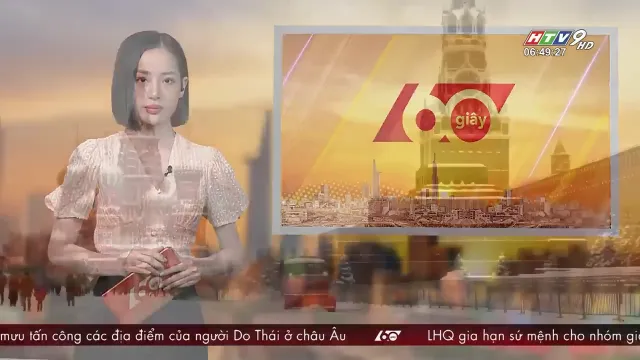 HTV9 HD
06:49:27
60 giây
mưu tấn công các địa điểm của người Do Thái ở châu Âu 60 LHQ gia hạn sứ mệnh cho nhóm gi